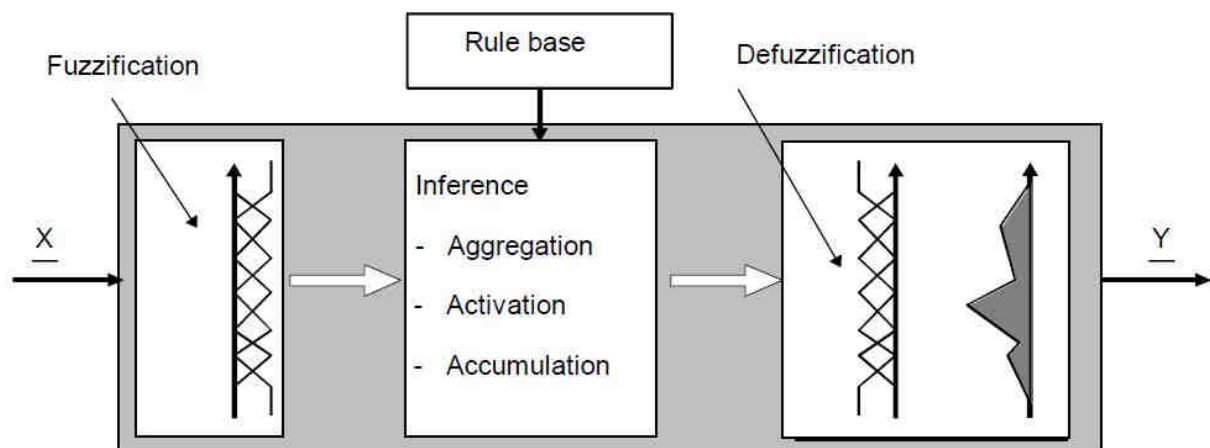 Rule base
Fuzzification
Defuzzification
X
Inference
- Aggregation
- Activation
- Accumulation
Y